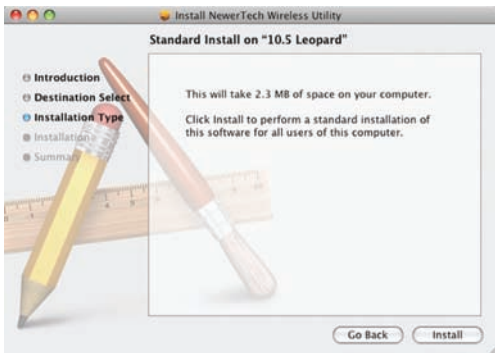 Install NewerTech Wireless Utility
Standard Install on “10.5 Leopard”
Introduction
Destination Select
Installation Type
Installation
Summary
This will take 2.3 MB of space on your computer.
Click Install to perform a standard installation of
this software for all users of this computer.
Go Back
Install